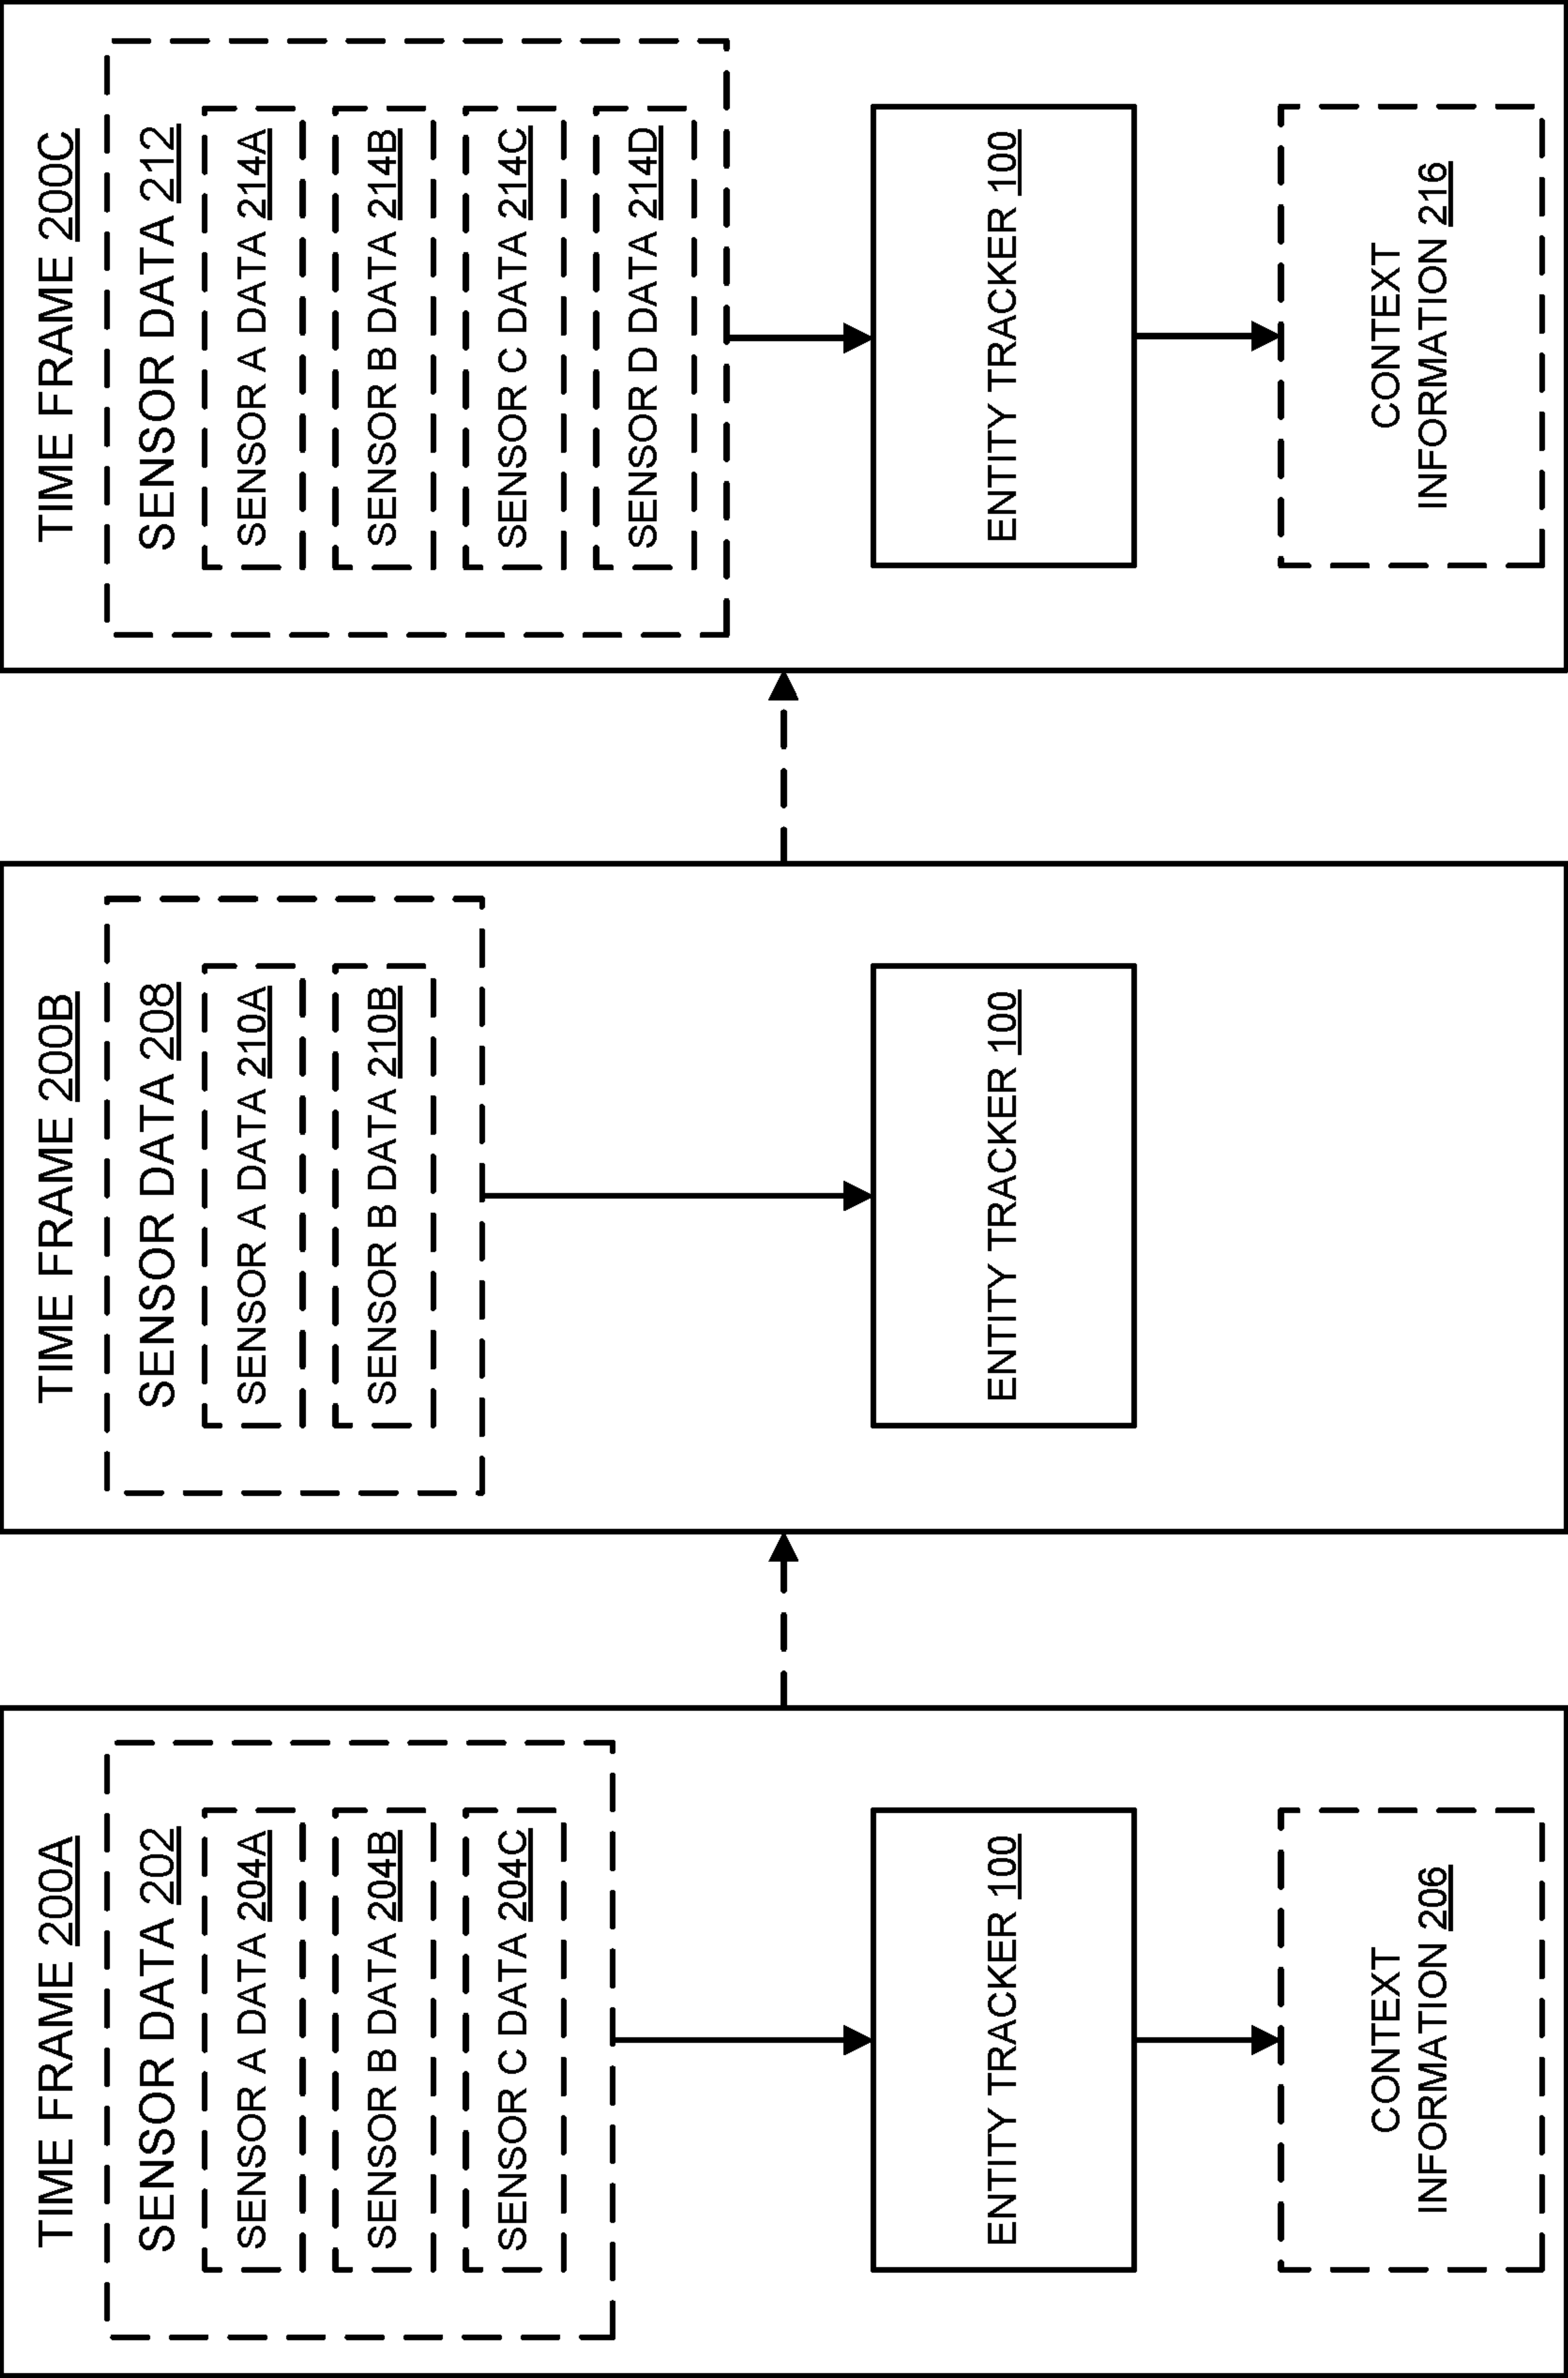 TIME FRAME 200A
SENSOR DATA 202
SENSOR A DATA 204A
SENSOR B DATA 204B
SENSOR C DATA 204C
ENTITY TRACKER 100
CONTEXT
INFORMATION 206
TIME FRAME 200B
SENSOR DATA 208
SENSOR A DATA 210A
SENSOR B DATA 210B
ENTITY TRACKER 100
TIME FRAME 200C
SENSOR DATA 212
SENSOR A DATA 214A
SENSOR B DATA 214B
SENSOR C DATA 214C
SENSOR D DATA 214D
ENTITY TRACKER 100
CONTEXT
INFORMATION 216